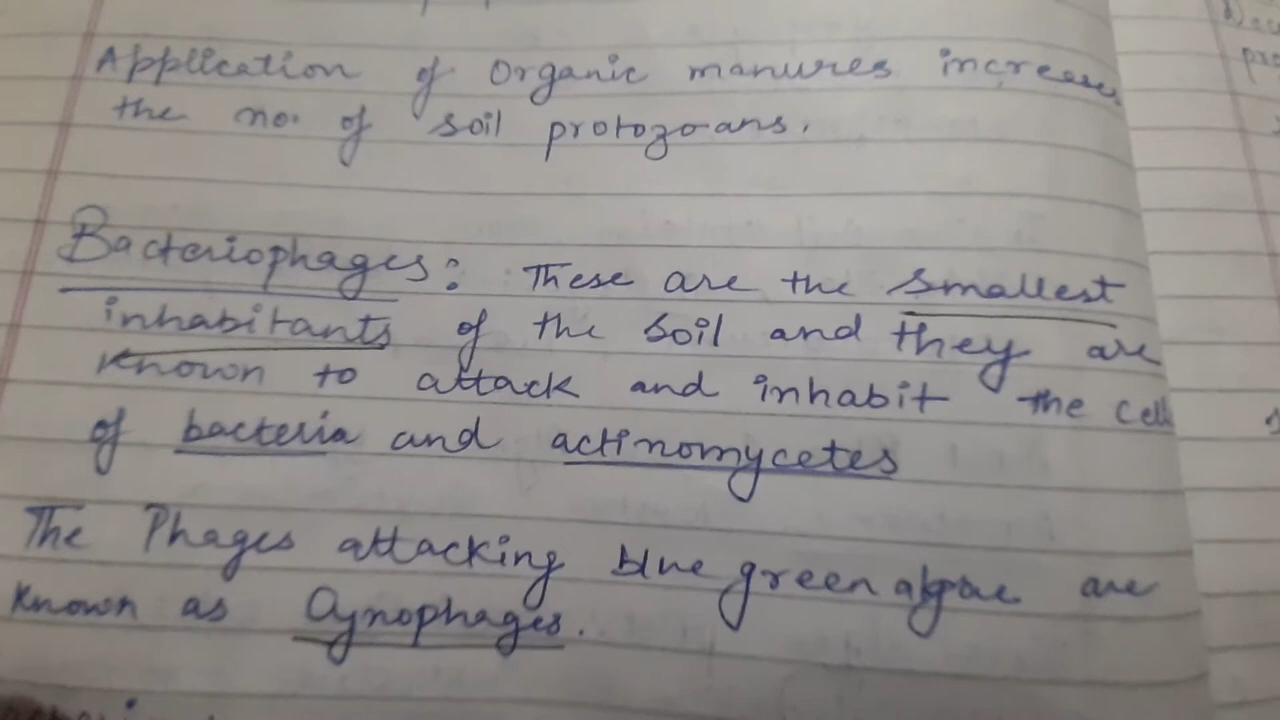 Application of Organic manures increases
the no. of soil protozoans.
Bacteriophages: These are the smallest
inhabitants of the soil and they are
known to attack and inhabit the cell
of bacteria and actinomycetes
The Phages attacking blue green algae are
known as Cynophages.